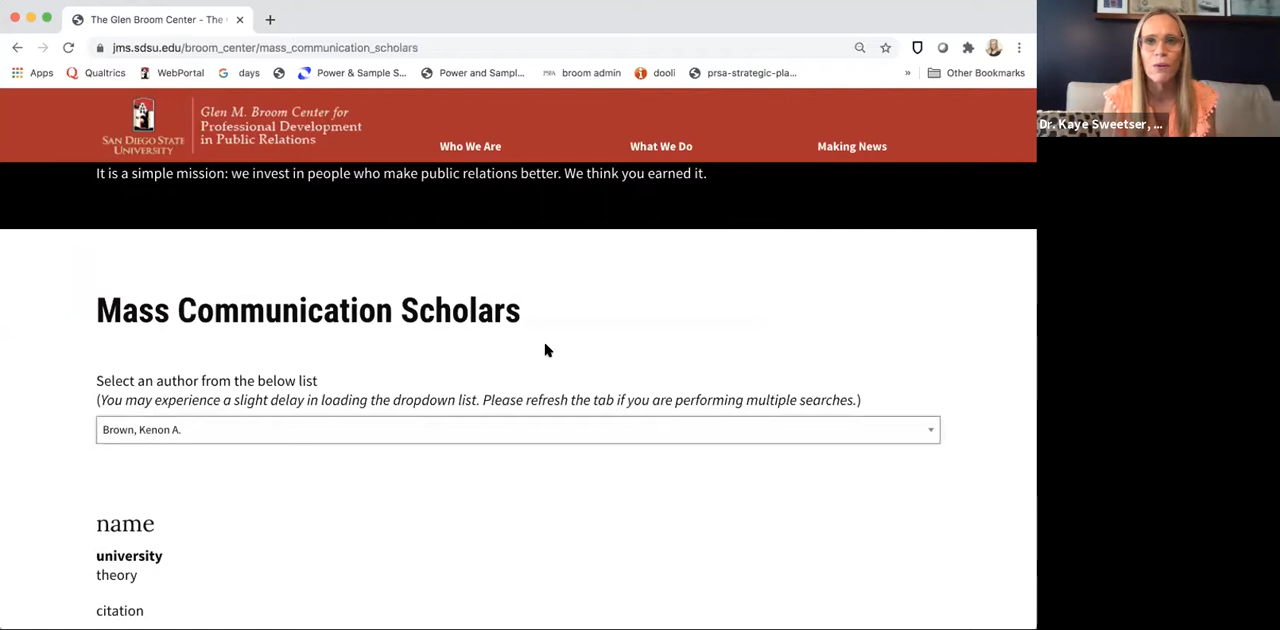 The Glen Broom Center - The
jms.sdsu.edu/broom_center/mass_communication_scholars
Apps Qualtrics WebPortal days Power & Sample S... Power and Sampl... PRSA broom admin dooli prsa-strategic-pla... » Other Bookmarks
SAN DIEGO STATE
UNIVERSITY
Glen M. Broom Center for
Professional Development
in Public Relations
Who We Are What We Do Making News
It is a simple mission: we invest in people who make public relations better. We think you earned it.
Mass Communication Scholars
Select an author from the below list
(You may experience a slight delay in loading the dropdown list. Please refresh the tab if you are performing multiple searches.)
Brown, Kenon A.
name
university
theory
citation
Dr. Kaye Sweetser, ...